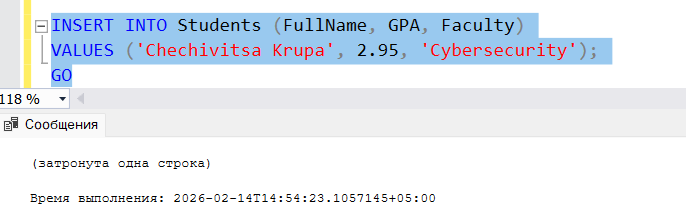 INSERT INTO Students (FullName, GPA, Faculty)
VALUES ('Chechivitsa Krupa', 2.95, 'Cybersecurity');
GO
118 %
Сообщения
(затронута одна строка)
Время выполнения: 2026-02-14T14:54:23.1057145+05:00